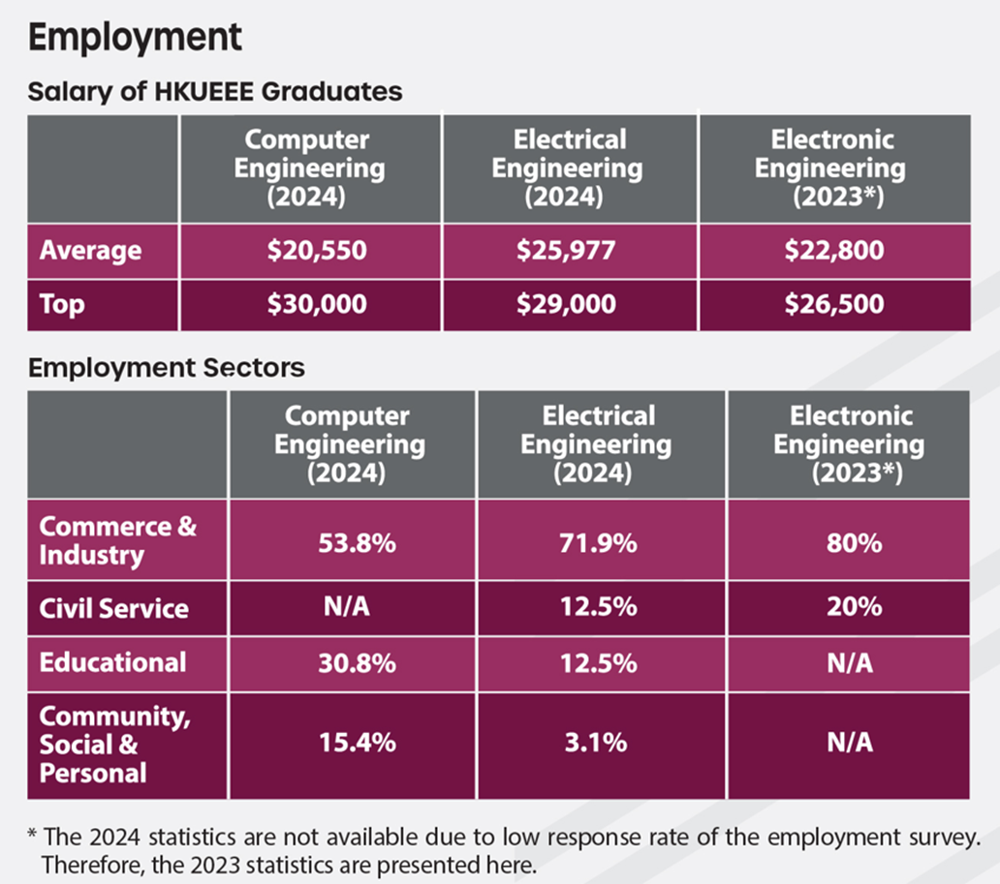 Employment
Salary of HKUEEE Graduates
Computer Engineering (2024) Electrical Engineering (2024) Electronic Engineering (2023*)
Average $20,550 $25,977 $22,800
Top $30,000 $29,000 $26,500
Employment Sectors
Computer Engineering (2024) Electrical Engineering (2024) Electronic Engineering (2023*)
Commerce & Industry 53.8% 71.9% 80%
Civil Service N/A 12.5% 20%
Educational 30.8% 12.5% N/A
Community, Social & Personal 15.4% 3.1% N/A
* The 2024 statistics are not available due to low response rate of the employment survey.
Therefore, the 2023 statistics are presented here.